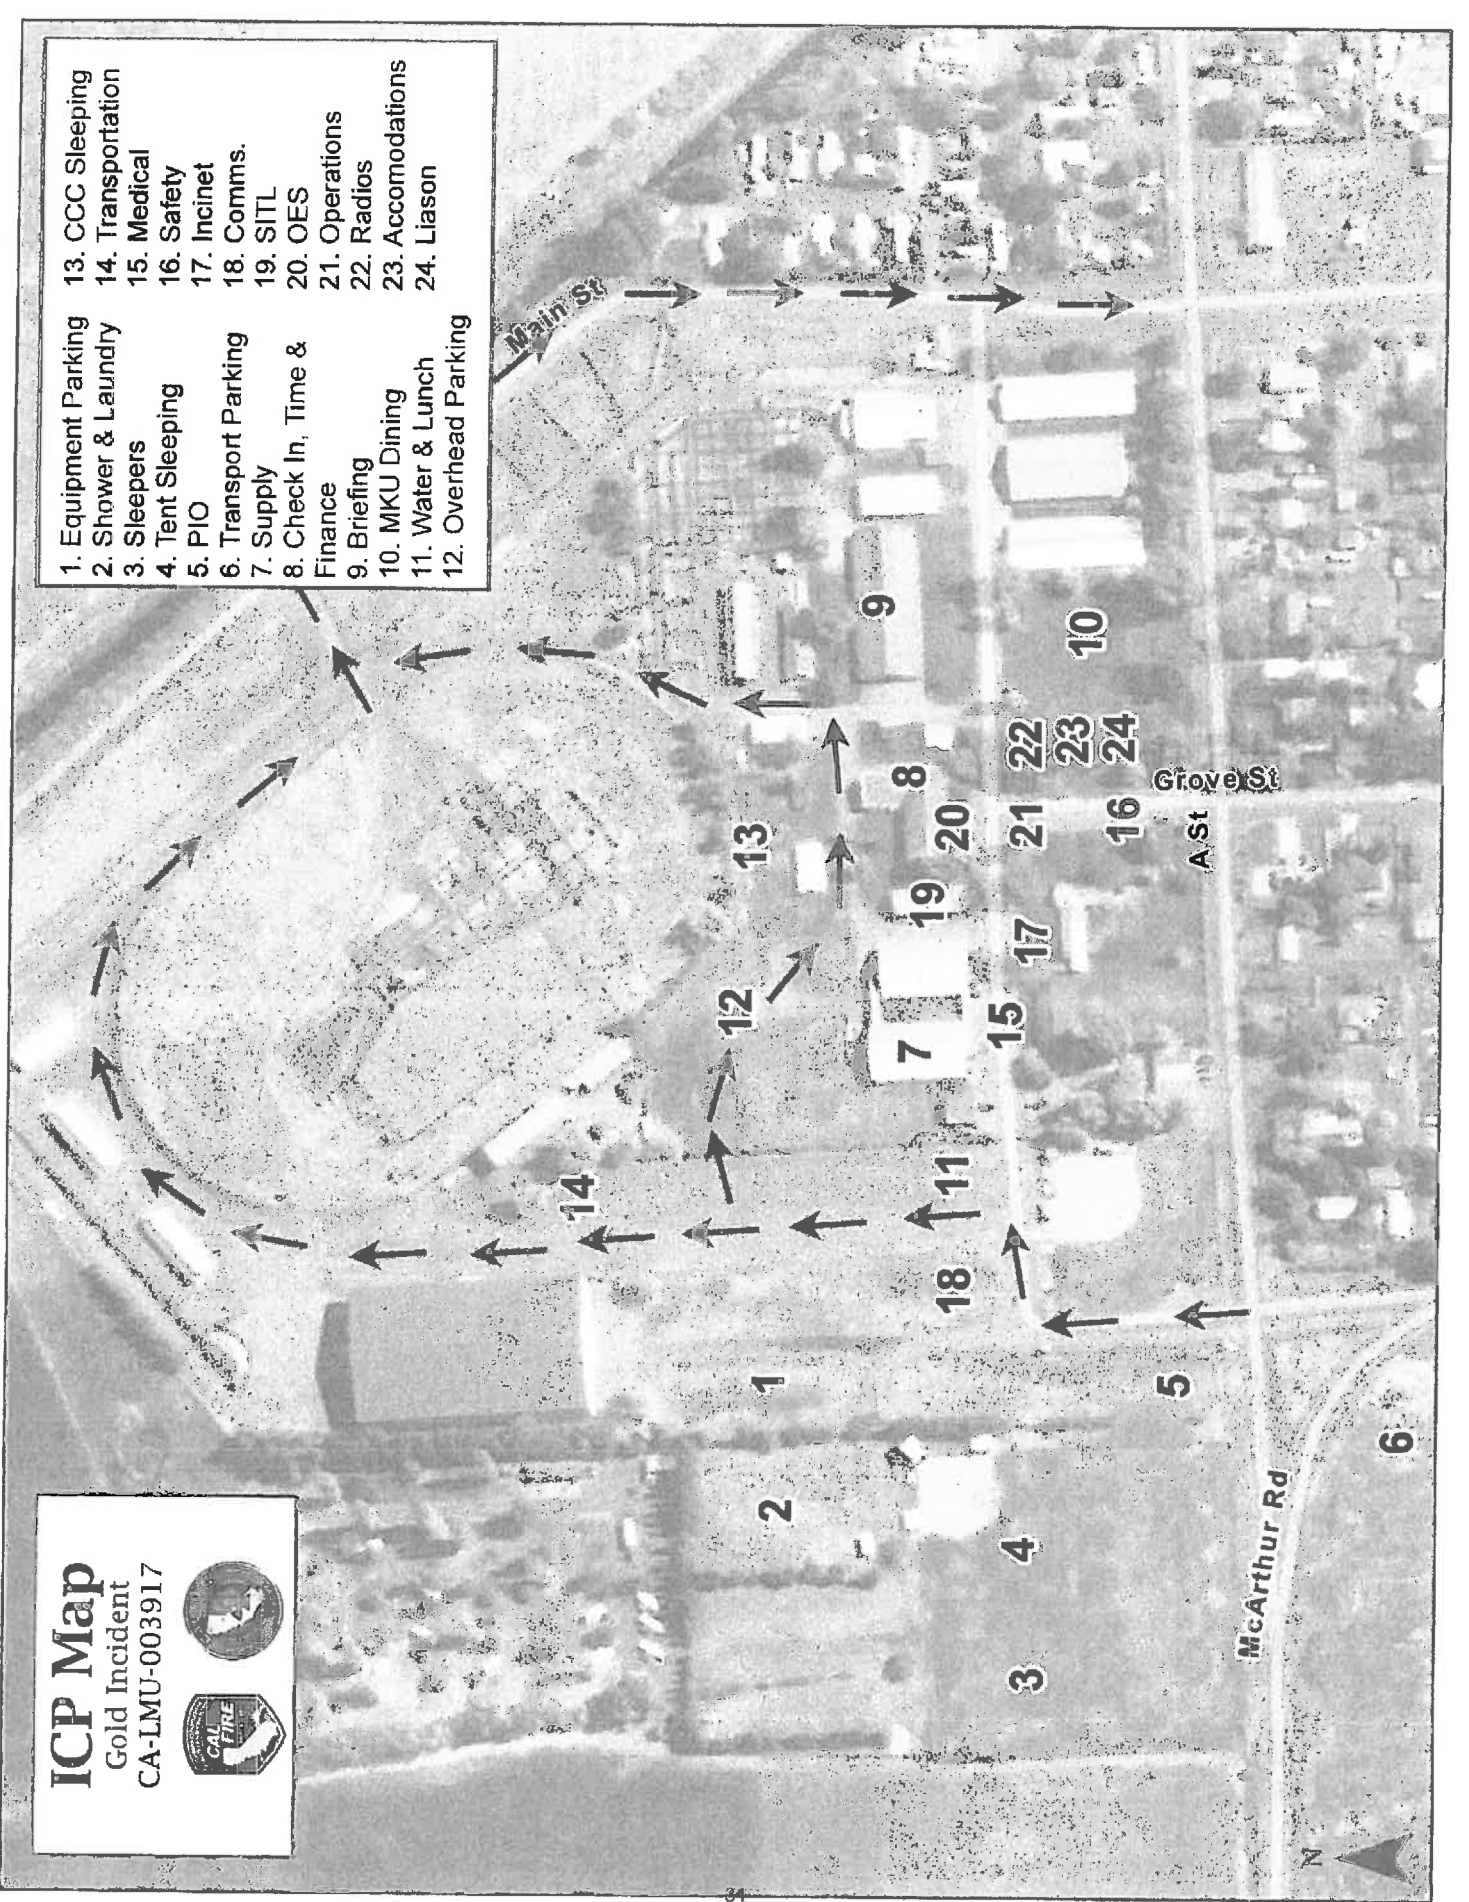 ICP Map
Gold Incident
CA-LMU-003917
CAL
FIRE
1. Equipment Parking
2. Shower & Laundry
3. Sleepers
4. Tent Sleeping
5. PIO
6. Transport Parking
7. Supply
8. Check In, Time &
Finance
9. Briefing
10. MKU Dining
11. Water & Lunch
12. Overhead Parking
13. CCC Sleeping
14. Transportation
15. Medical
16. Safety
17. Incinet
18. Comms.
19. SITL
20. OES
21. Operations
22. Radios
23. Accomodations
24. Liason
Main St
14
12
13
1
2
7
8
9
11
18
19
20
15
17
21
22
23
24
10
16
3
4
5
6
Grove St
A St
McArthur Rd
N
34